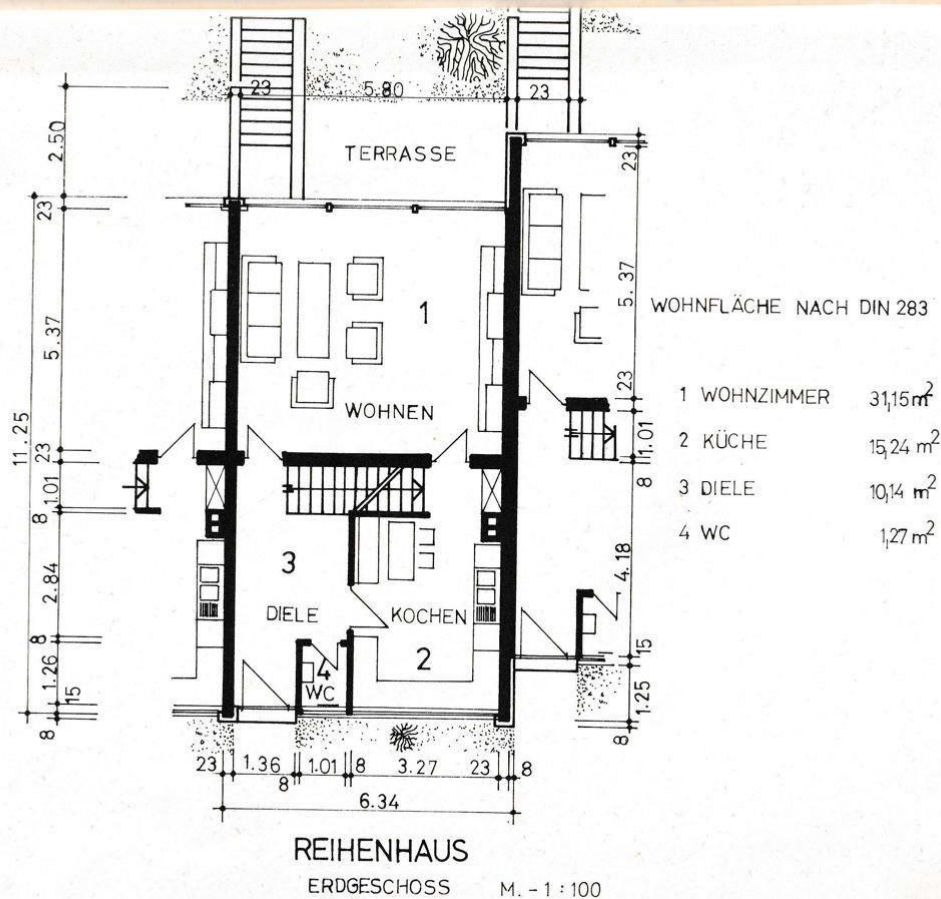 23 5.80 23
2.50
TERRASSE
23
23
5.37
5.37
1
WOHNFLÄCHE NACH DIN 283
WOHNEN
23
1 WOHNZIMMER 31,15 m²
11.25
23
1.01
2 KÜCHE 15,24 m²
1.01
8
3 DIELE 10,14 m²
8
4 WC 1,27 m²
3
2.84
4.18
DIELE
KOCHEN
8
2
15
4
WC
1.26
15
1.25
8
8
23 1.36 1.01 8 3.27 23 8
8
6.34
REIHENHAUS
ERDGESCHOSS M. - 1 : 100